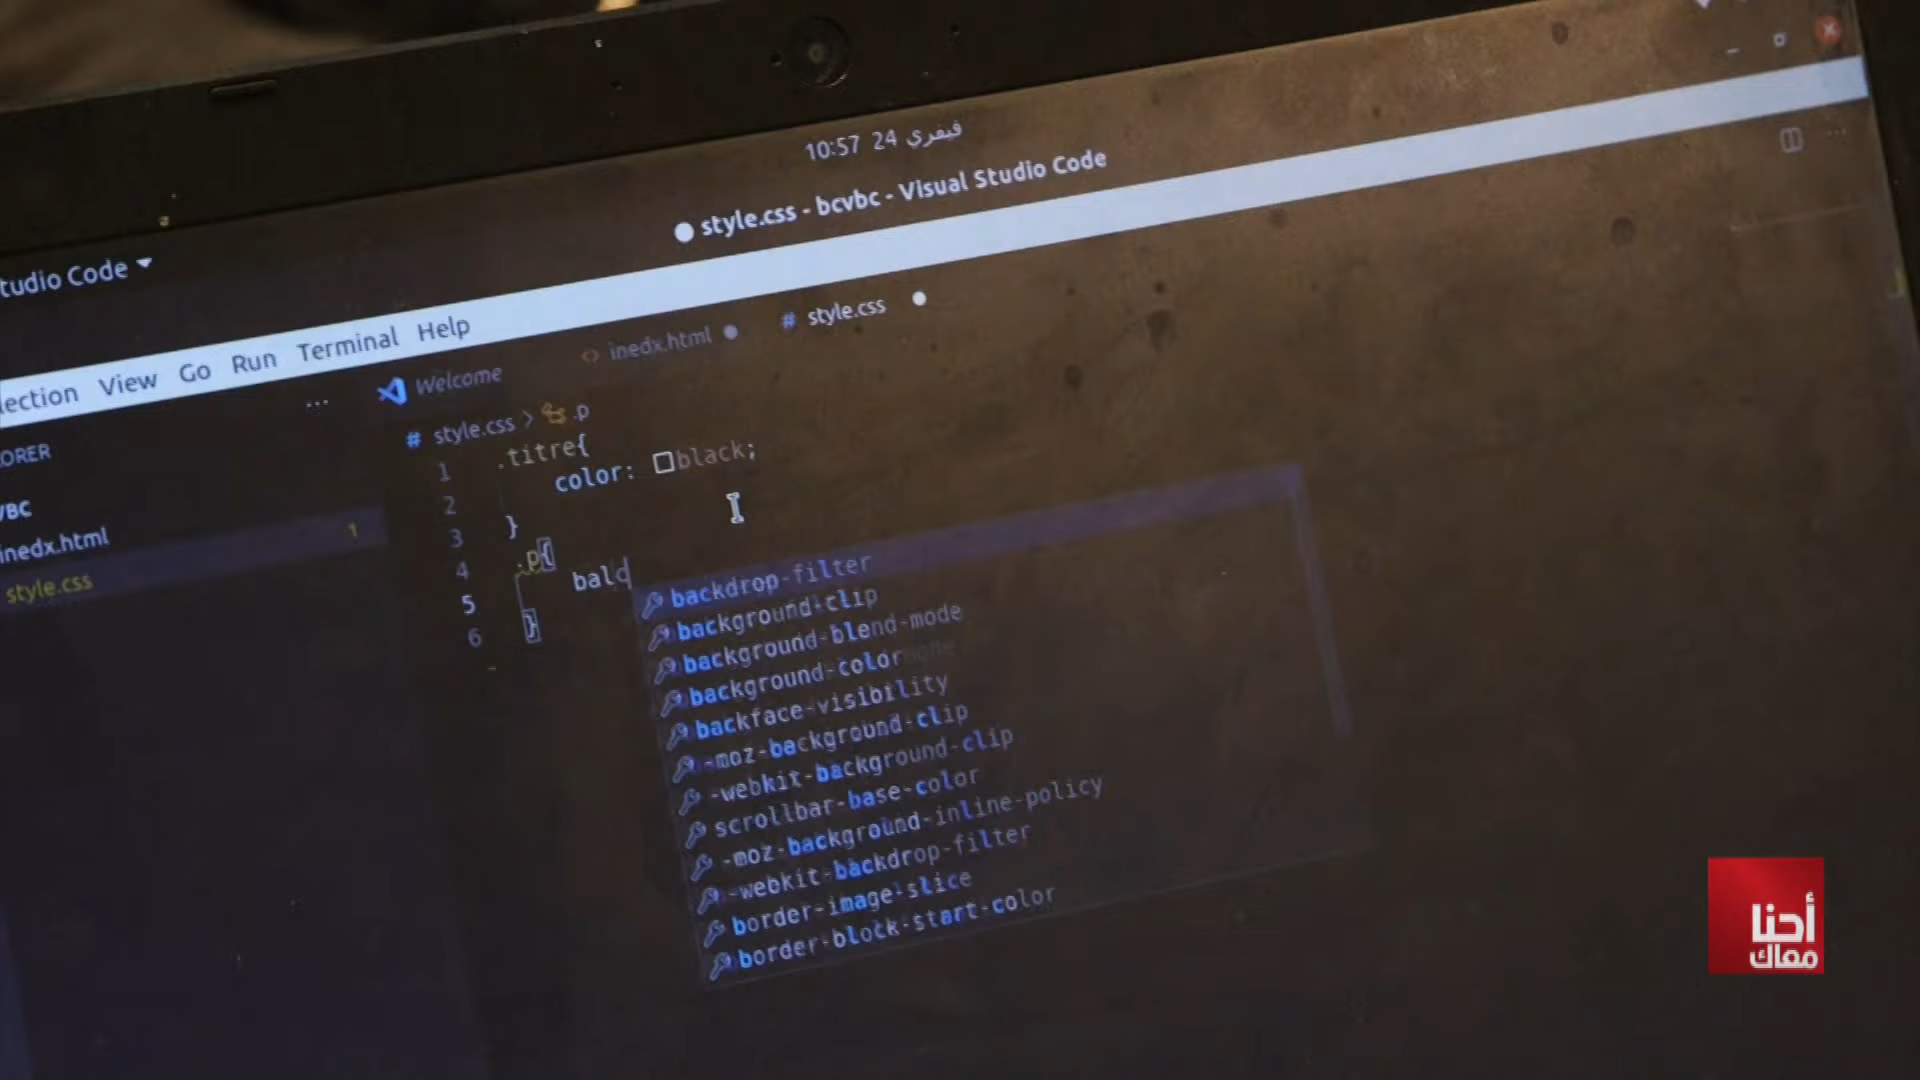 10:57 24 فيفري
● style.css - bcvbc - Visual Studio Code
tudio Code
lection View Go Run Terminal Help
ORER
VBC
inedx.html 1
style.css
Welcome
inedx.html
# style.css
# style.css > .p
1 .titre{
2 color: black;
3 }
4 .p{
5 balc
6 }
backdrop-filter
background-clip
background-blend-mode
background-color
backface-visibility
-moz-background-clip
-webkit-background-clip
scrollbar-base-color
-moz-background-inline-policy
-webkit-backdrop-filter
border-image-slice
border-block-start-color
أحنا
معاك